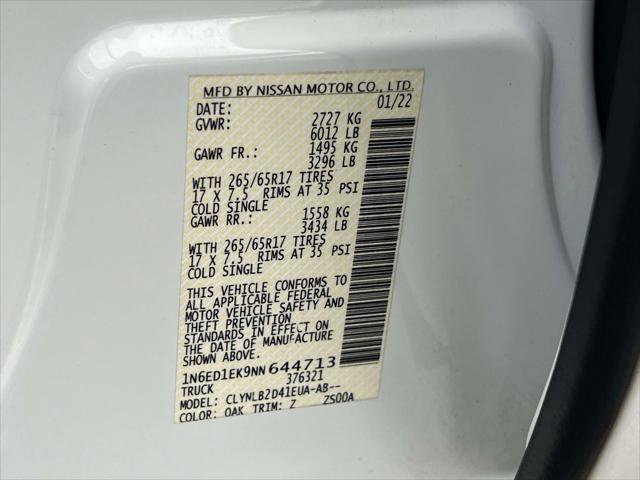 MFD BY NISSAN MOTOR CO., LTD.
DATE: 01/22
GVWR: 2727 KG
6012 LB
GAWR FR.: 1495 KG
3296 LB
WITH 265/65R17 TIRES
17 X 7.5 RIMS AT 35 PSI
COLD SINGLE
GAWR RR.: 1558 KG
3434 LB
WITH 265/65R17 TIRES
17 X 7.5 RIMS AT 35 PSI
COLD SINGLE
THIS VEHICLE CONFORMS TO
ALL APPLICABLE FEDERAL
MOTOR VEHICLE SAFETY AND
THEFT PREVENTION
STANDARDS IN EFFECT ON
THE DATE OF MANUFACTURE
SHOWN ABOVE.
1N6ED1EK9NN644713
TRUCK 376321
MODEL: CLYNLB2D41EUA-AB--
COLOR: OAK TRIM: Z ZS00A